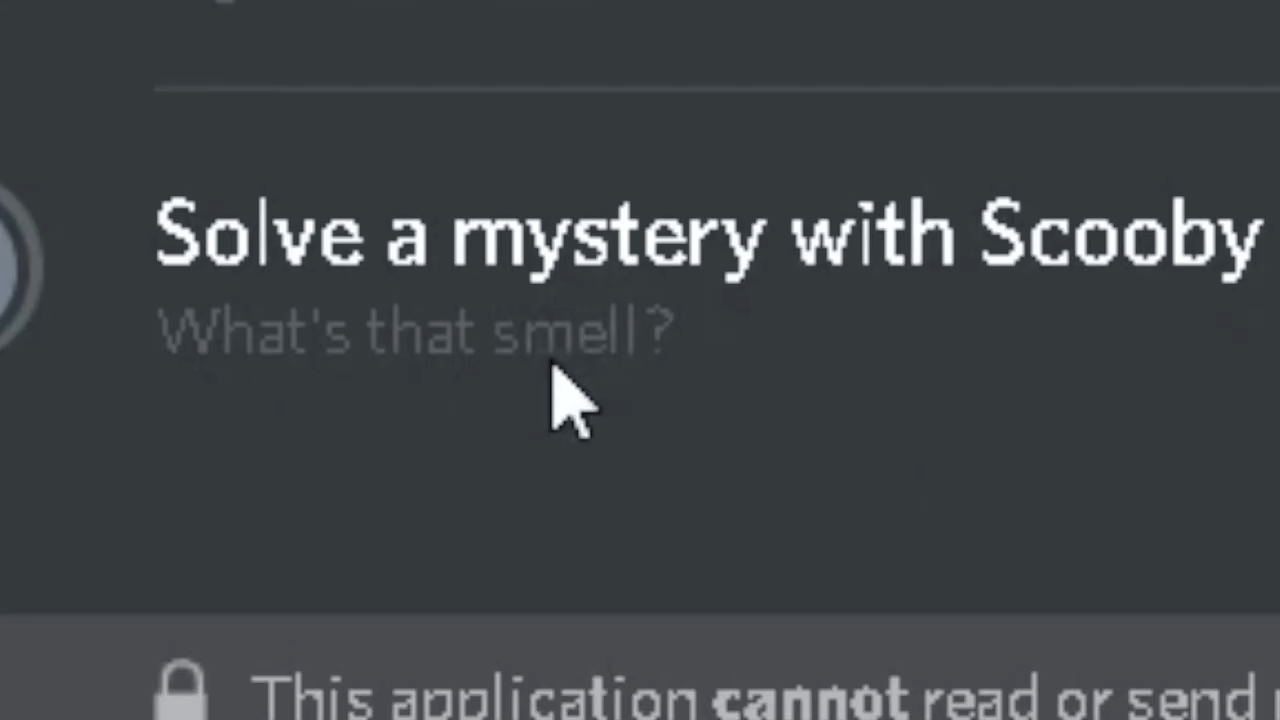 Solve a mystery with Scooby
What's that smell?
This application cannot read or send